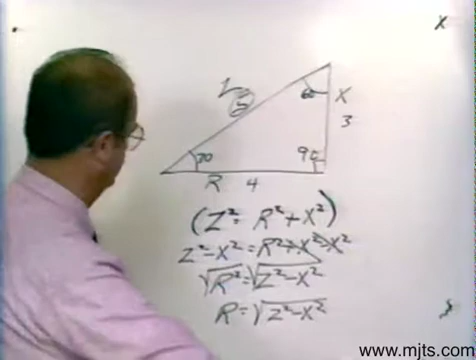 X
Z
5
60
X
3
30
90
R 4
(Z² = R² + X²)
Z² - X² = R² + X² - X²
√R² = √Z² - X²
R = √Z² - X²
www.mjts.com